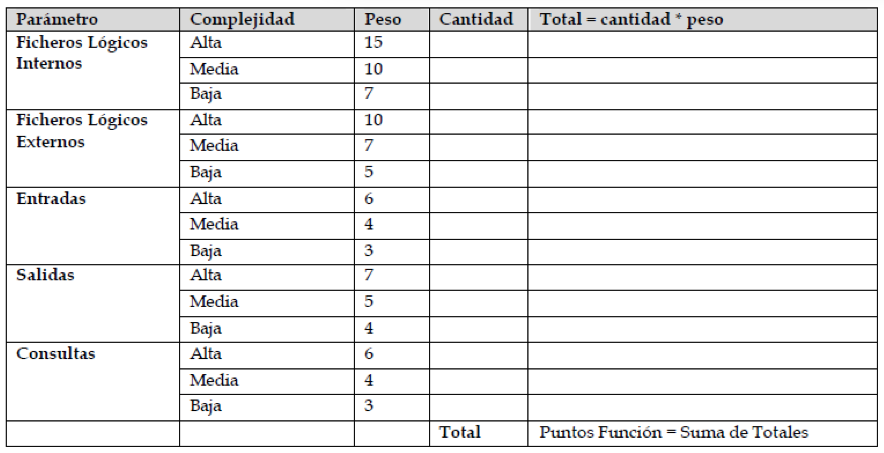 Parámetro Complejidad Peso Cantidad Total = cantidad * peso
Ficheros Lógicos Internos Alta 15
Media 10
Baja 7
Ficheros Lógicos Externos Alta 10
Media 7
Baja 5
Entradas Alta 6
Media 4
Baja 3
Salidas Alta 7
Media 5
Baja 4
Consultas Alta 6
Media 4
Baja 3
Total Puntos Función = Suma de Totales